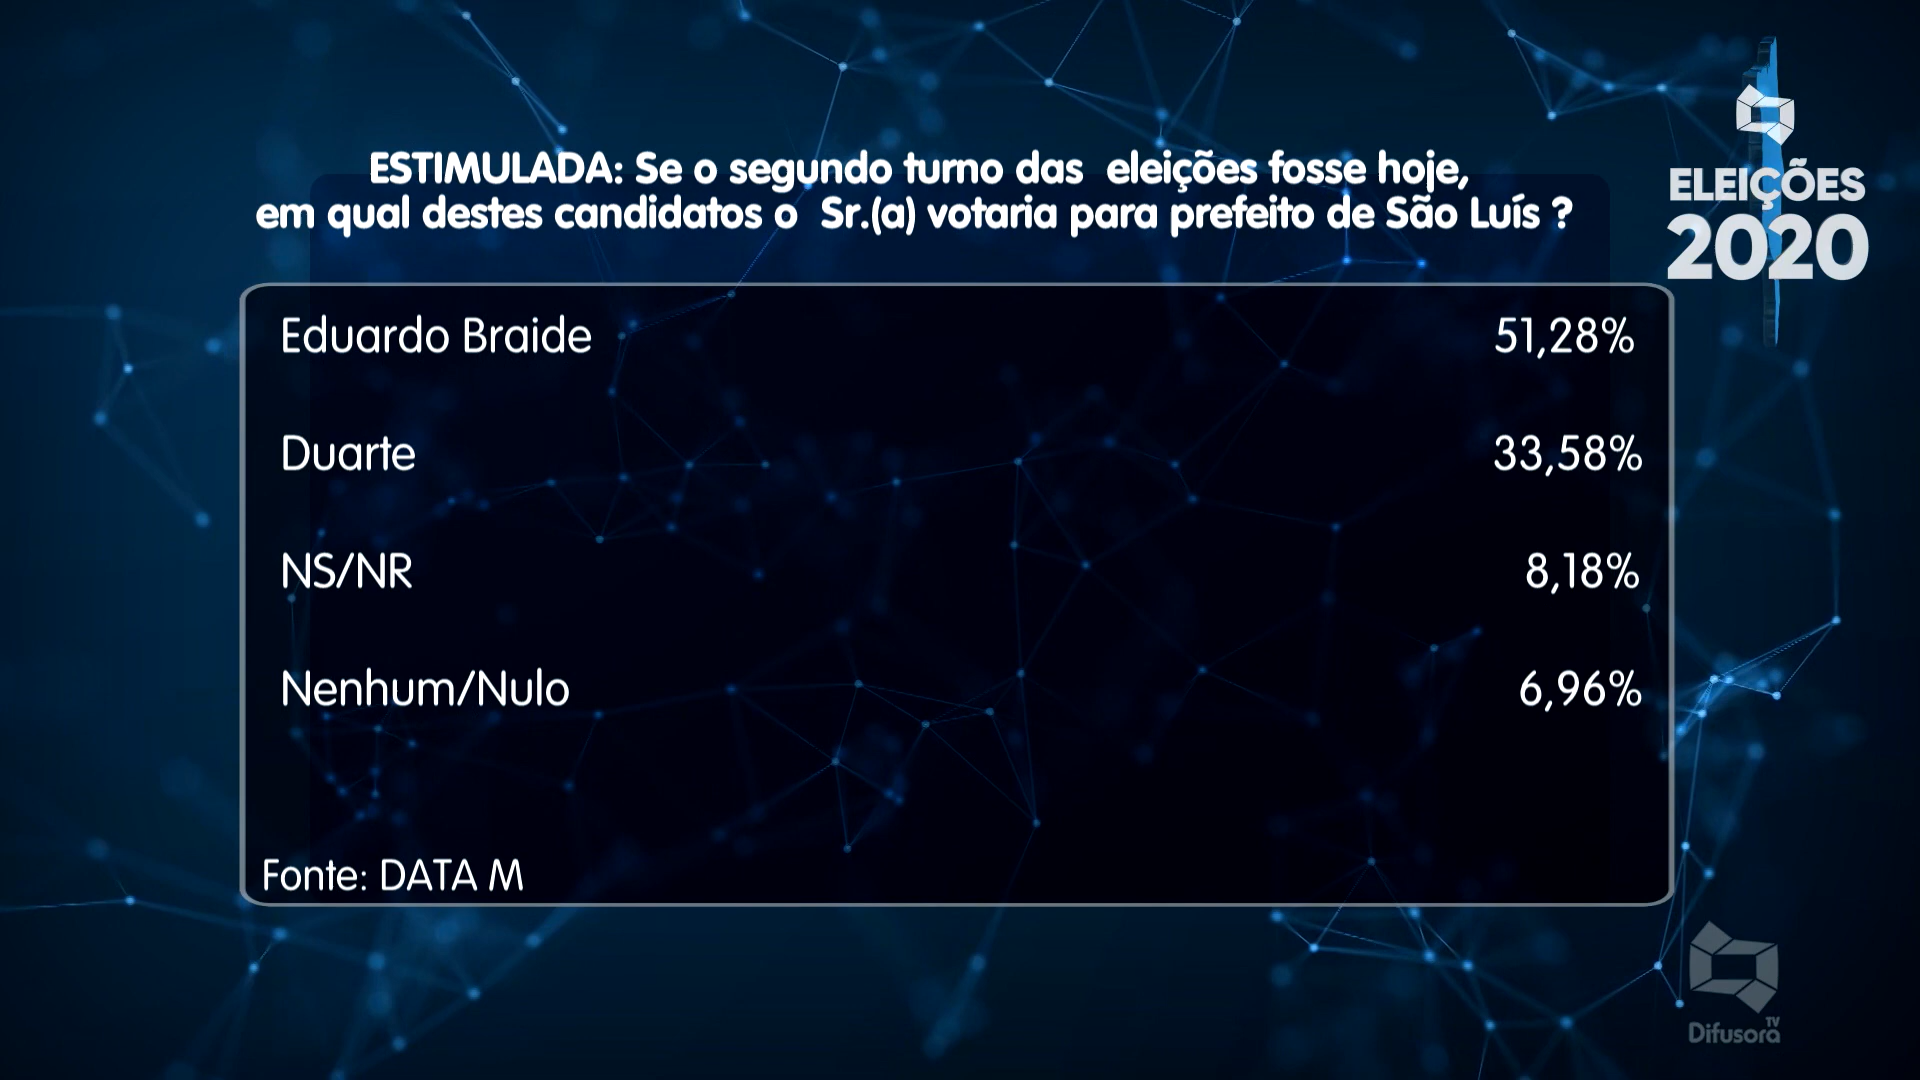 ESTIMULADA: Se o segundo turno das eleições fosse hoje,
em qual destes candidatos o Sr.(a) votaria para prefeito de São Luís ?
ELEIÇÕES
2020
Eduardo Braide 51,28%
Duarte 33,58%
NS/NR 8,18%
Nenhum/Nulo 6,96%
Fonte: DATA M
TV
Difusora